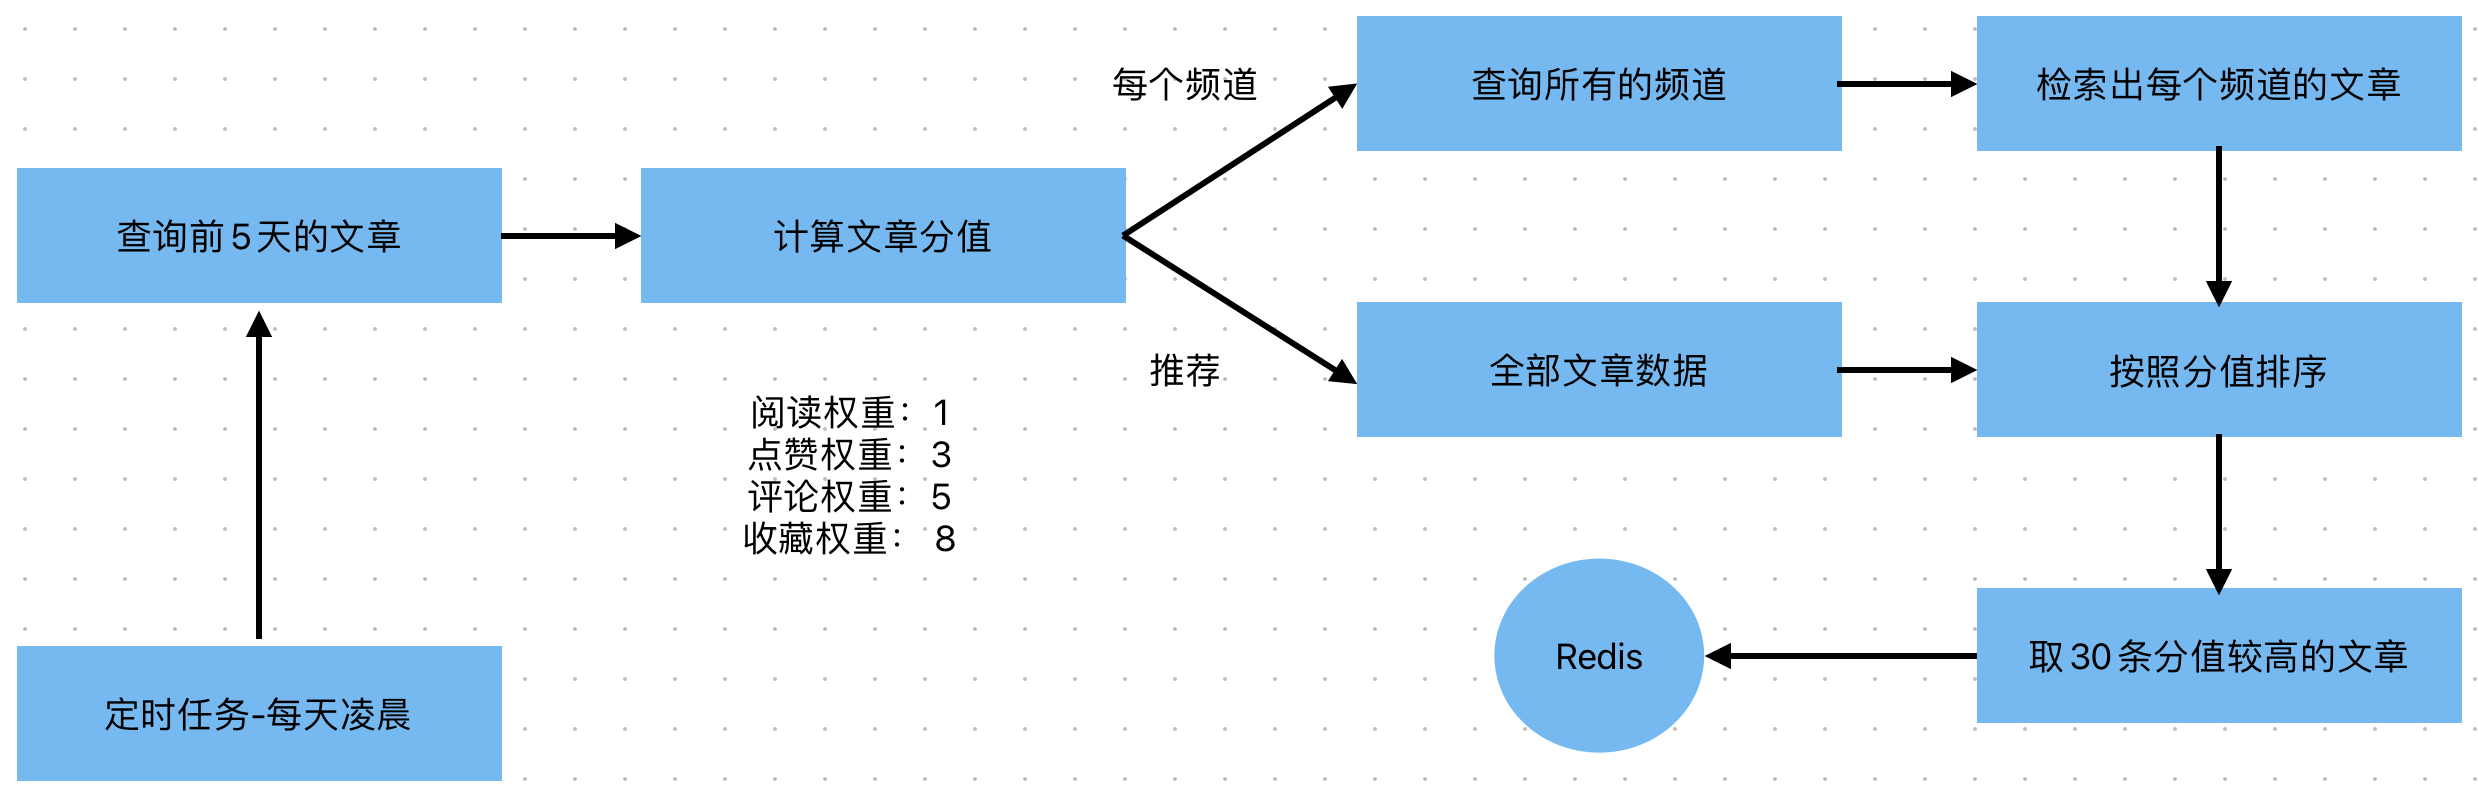 每个频道
查询所有的频道
检索出每个频道的文章
查询前5天的文章
计算文章分值
推荐
全部文章数据
按照分值排序
阅读权重：1
点赞权重：3
评论权重：5
收藏权重： 8
Redis
取30条分值较高的文章
定时任务-每天凌晨